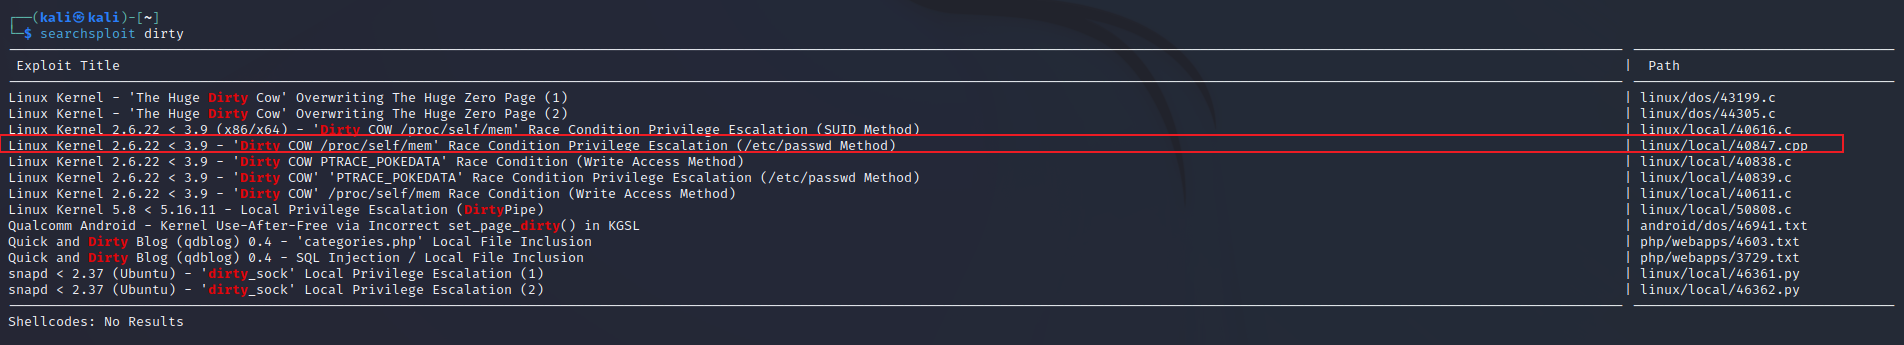 ┌──(kali㉿kali)-[~]
└─$ searchsploit dirty
Exploit Title | Path
Linux Kernel - 'The Huge Dirty Cow' Overwriting The Huge Zero Page (1) | linux/dos/43199.c
Linux Kernel - 'The Huge Dirty Cow' Overwriting The Huge Zero Page (2) | linux/dos/44305.c
Linux Kernel 2.6.22 < 3.9 (x86/x64) - 'Dirty COW /proc/self/mem' Race Condition Privilege Escalation (SUID Method) | linux/local/40616.c
Linux Kernel 2.6.22 < 3.9 - 'Dirty COW /proc/self/mem' Race Condition Privilege Escalation (/etc/passwd Method) | linux/local/40847.cpp
Linux Kernel 2.6.22 < 3.9 - 'Dirty COW PTRACE_POKEDATA' Race Condition (Write Access Method) | linux/local/40838.c
Linux Kernel 2.6.22 < 3.9 - 'Dirty COW' 'PTRACE_POKEDATA' Race Condition Privilege Escalation (/etc/passwd Method) | linux/local/40839.c
Linux Kernel 2.6.22 < 3.9 - 'Dirty COW' /proc/self/mem Race Condition (Write Access Method) | linux/local/40611.c
Linux Kernel 5.8 < 5.16.11 - Local Privilege Escalation (DirtyPipe) | linux/local/50808.c
Qualcomm Android - Kernel Use-After-Free via Incorrect set_page_dirty() in KGSL | android/dos/46941.txt
Quick and Dirty Blog (qdblog) 0.4 - 'categories.php' Local File Inclusion | php/webapps/4603.txt
Quick and Dirty Blog (qdblog) 0.4 - SQL Injection / Local File Inclusion | php/webapps/3729.txt
snapd < 2.37 (Ubuntu) - 'dirty_sock' Local Privilege Escalation (1) | linux/local/46361.py
snapd < 2.37 (Ubuntu) - 'dirty_sock' Local Privilege Escalation (2) | linux/local/46362.py
Shellcodes: No Results